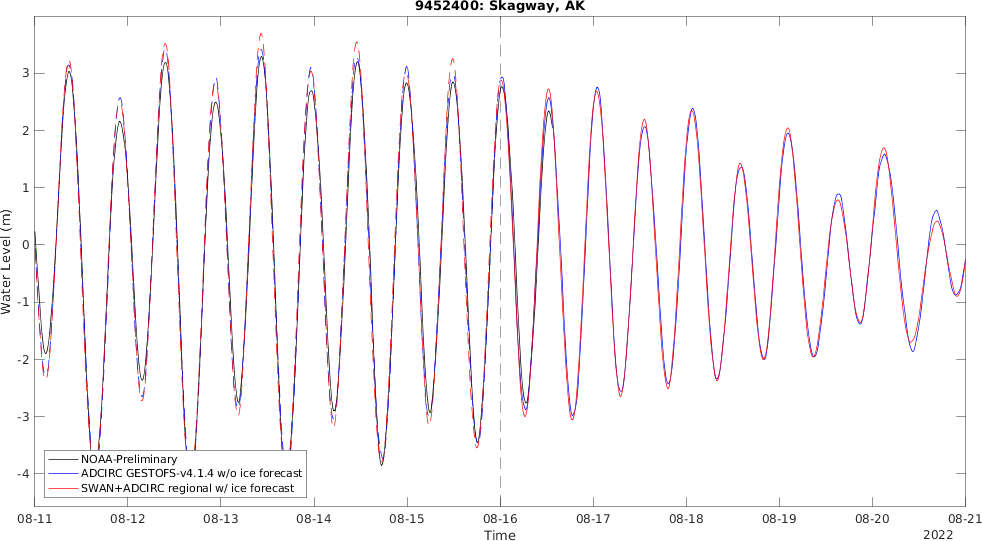 9452400: Skagway, AK
Water Level (m)
3
2
1
0
-1
-2
-3
-4
NOAA-Preliminary
ADCIRC GESTOFS-v4.1.4 w/o ice forecast
SWAN+ADCIRC regional w/ ice forecast
08-11 08-12 08-13 08-14 08-15 08-16 08-17 08-18 08-19 08-20 08-21
Time
2022